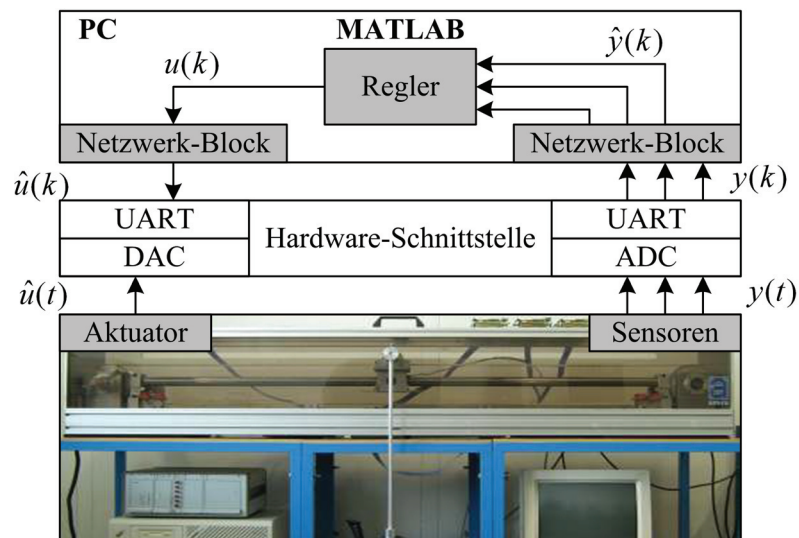 PC
MATLAB
u(k)
ŷ(k)
Regler
Netzwerk-Block
Netzwerk-Block
û(k)
y(k)
UART
Hardware-Schnittstelle
UART
DAC
ADC
û(t)
y(t)
Aktuator
Sensoren
a